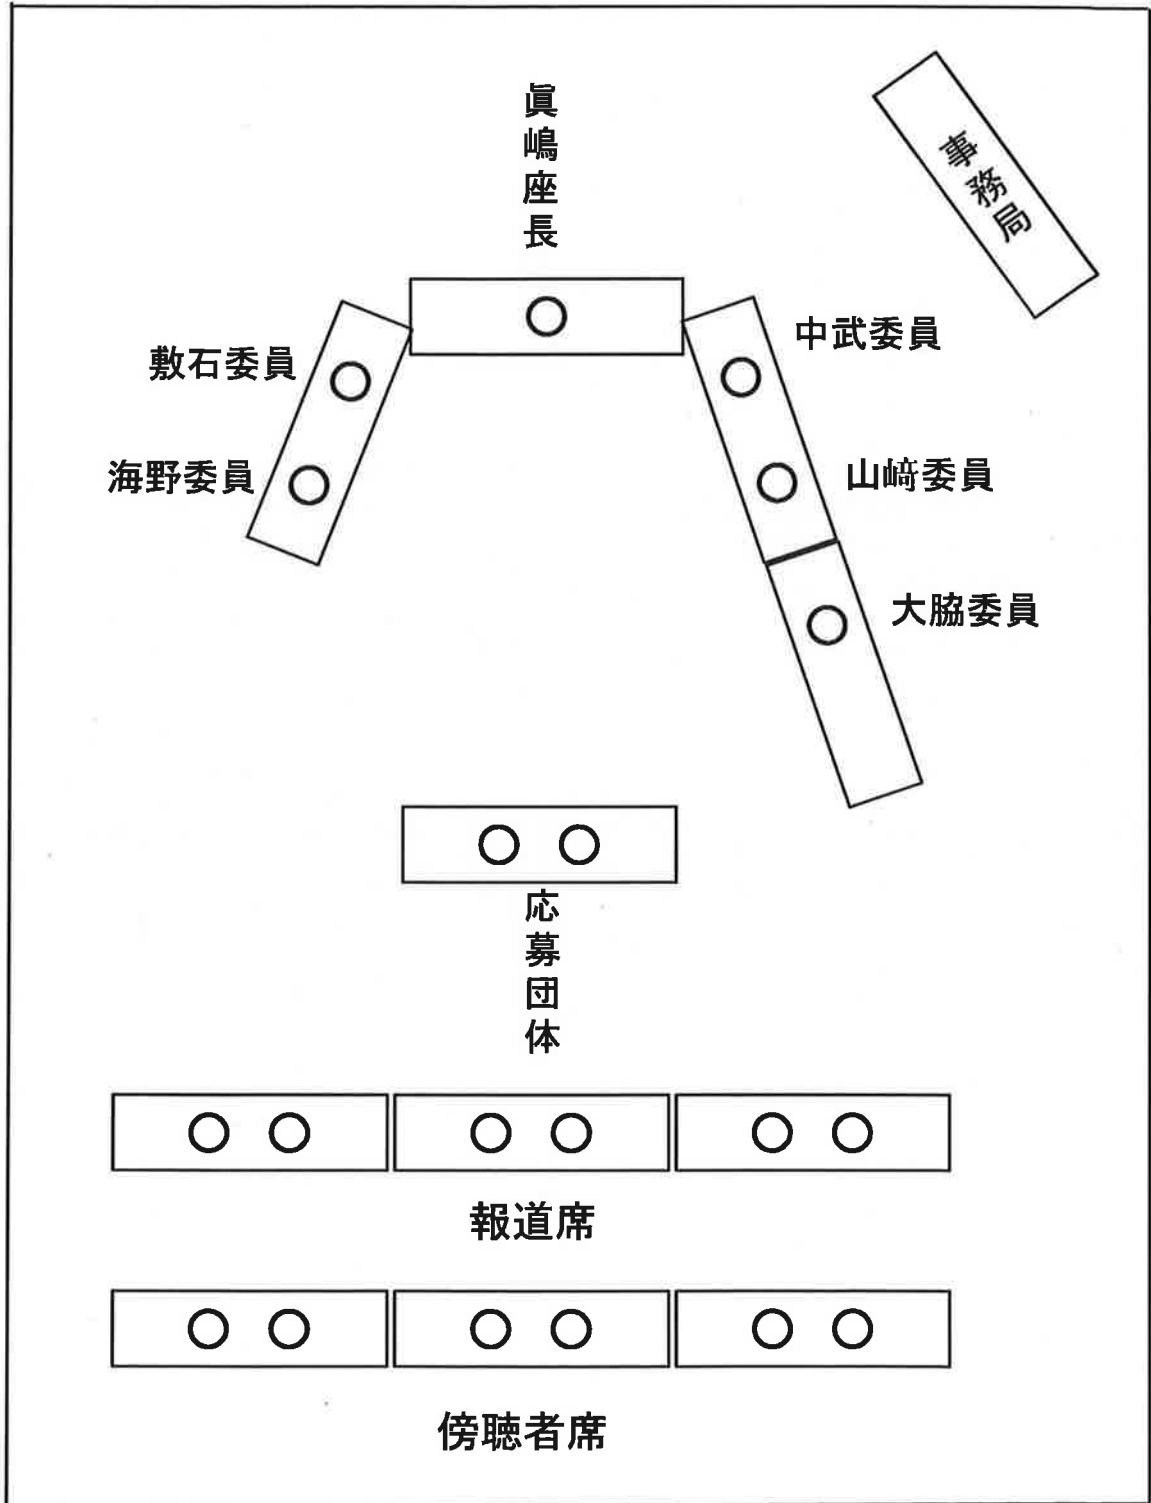 眞嶋座長
事務局
中武委員
敷石委員
海野委員
山﨑委員
大脇委員
応募団体
報道席
傍聴者席